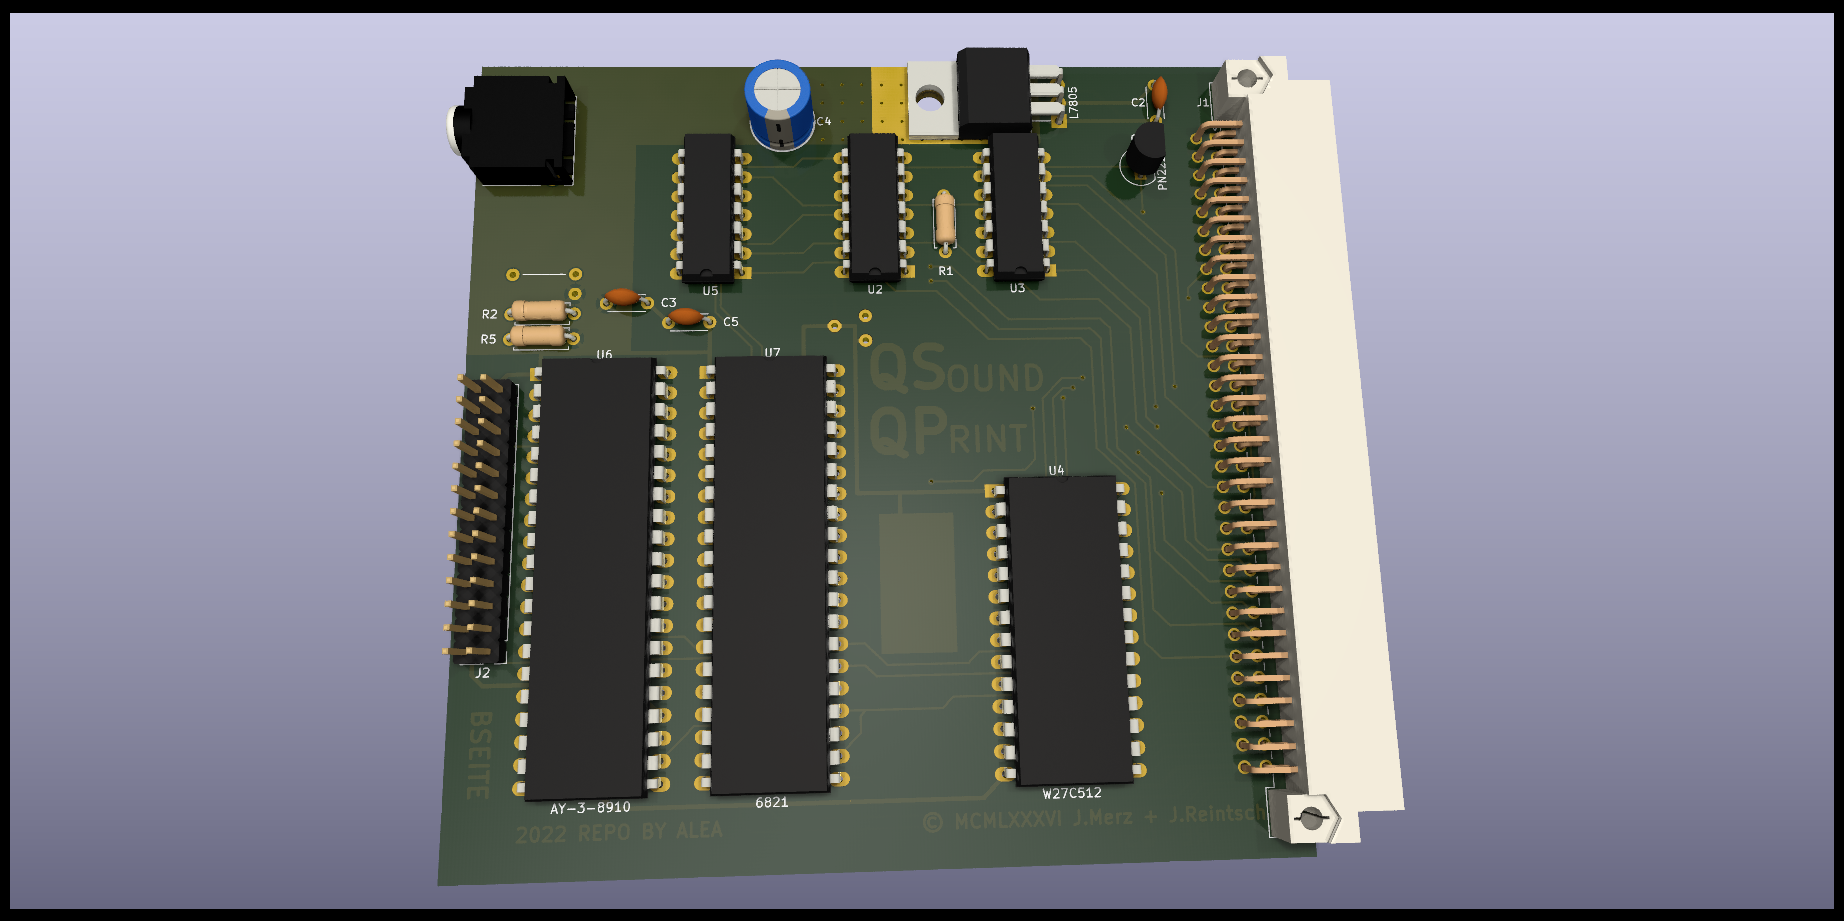 C4
L7805
C2
J1
U5
U2
R1
U3
C3
R2
C5
R5
U6
U7
QSOUND
QPRINT
U4
J2
BSEITE
AY-3-8910
6821
W27C512
2022 REPO BY ALEA
© MCMLXXXVI J.Merz + J.Reintsch